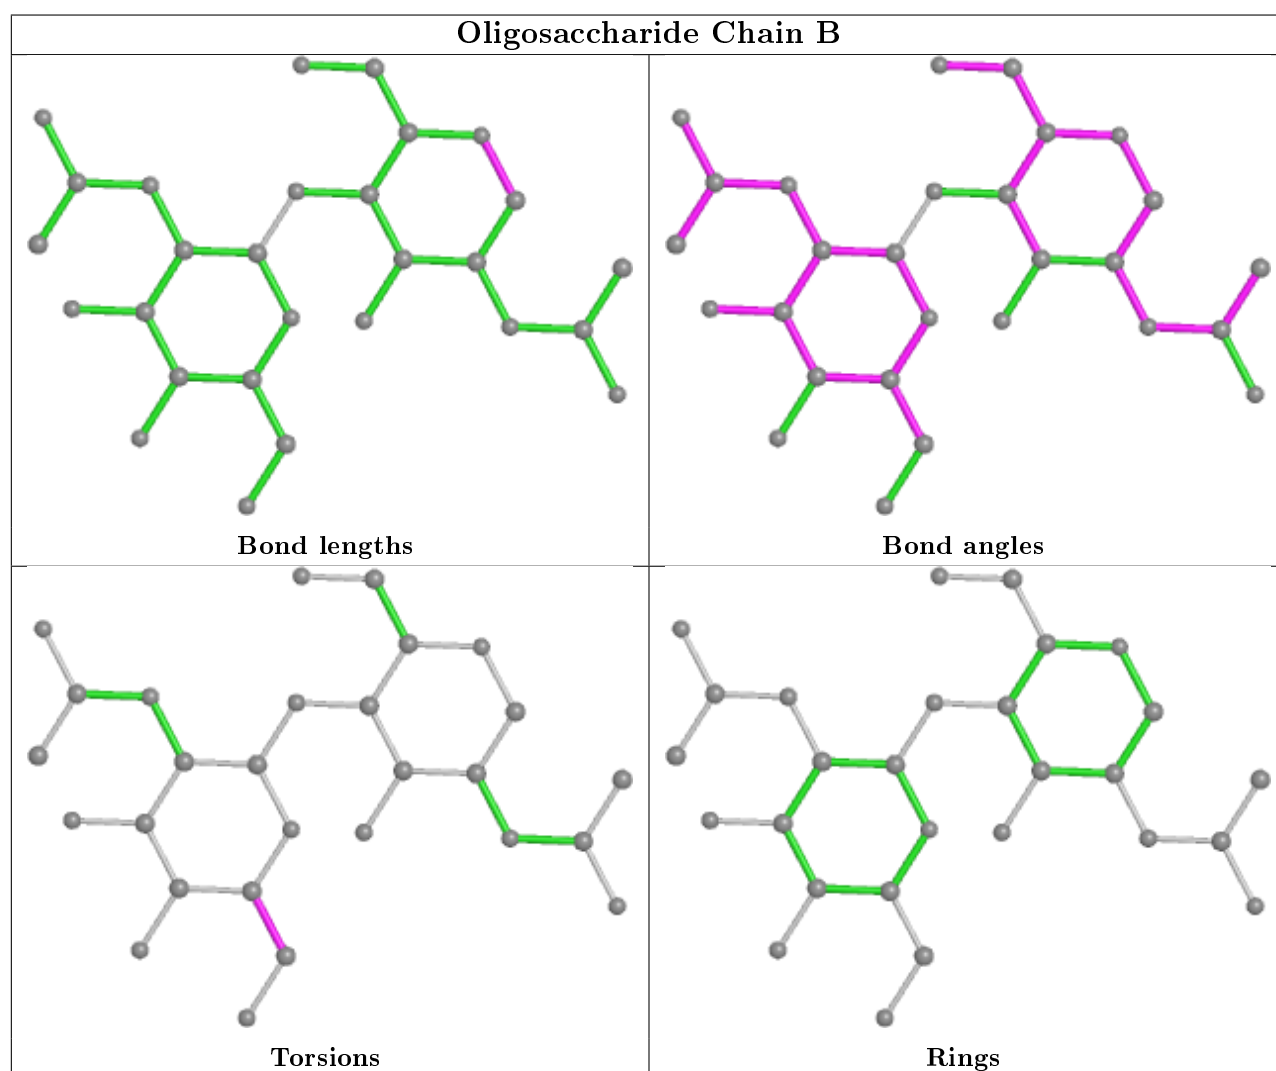 Oligosaccharide Chain B
Bond lengths
Bond angles
Torsions
Rings